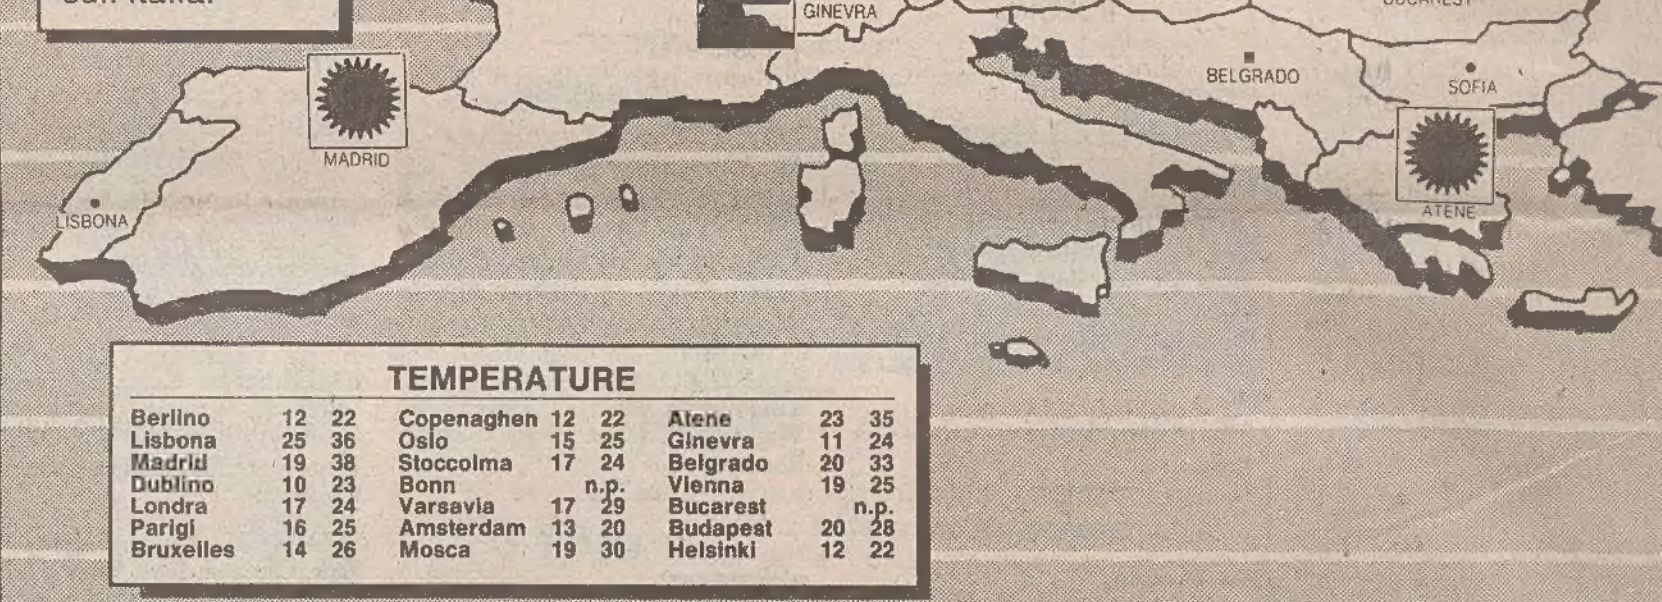 GINEVRA
BELGRADO
SOFIA
MADRID
LISBONA
ATENE
TEMPERATURE
Berlino 12 22 Copenaghen 12 22 Atene 23 35
Lisbona 25 36 Oslo 15 25 Ginevra 11 24
Madrid 19 38 Stoccolma 17 24 Belgrado 20 33
Dublino 10 23 Bonn n.p. Vienna 19 25
Londra 17 24 Varsavia 17 29 Bucarest n.p.
Parigi 16 25 Amsterdam 13 20 Budapest 20 28
Bruxelles 14 26 Mosca 19 30 Helsinki 12 22